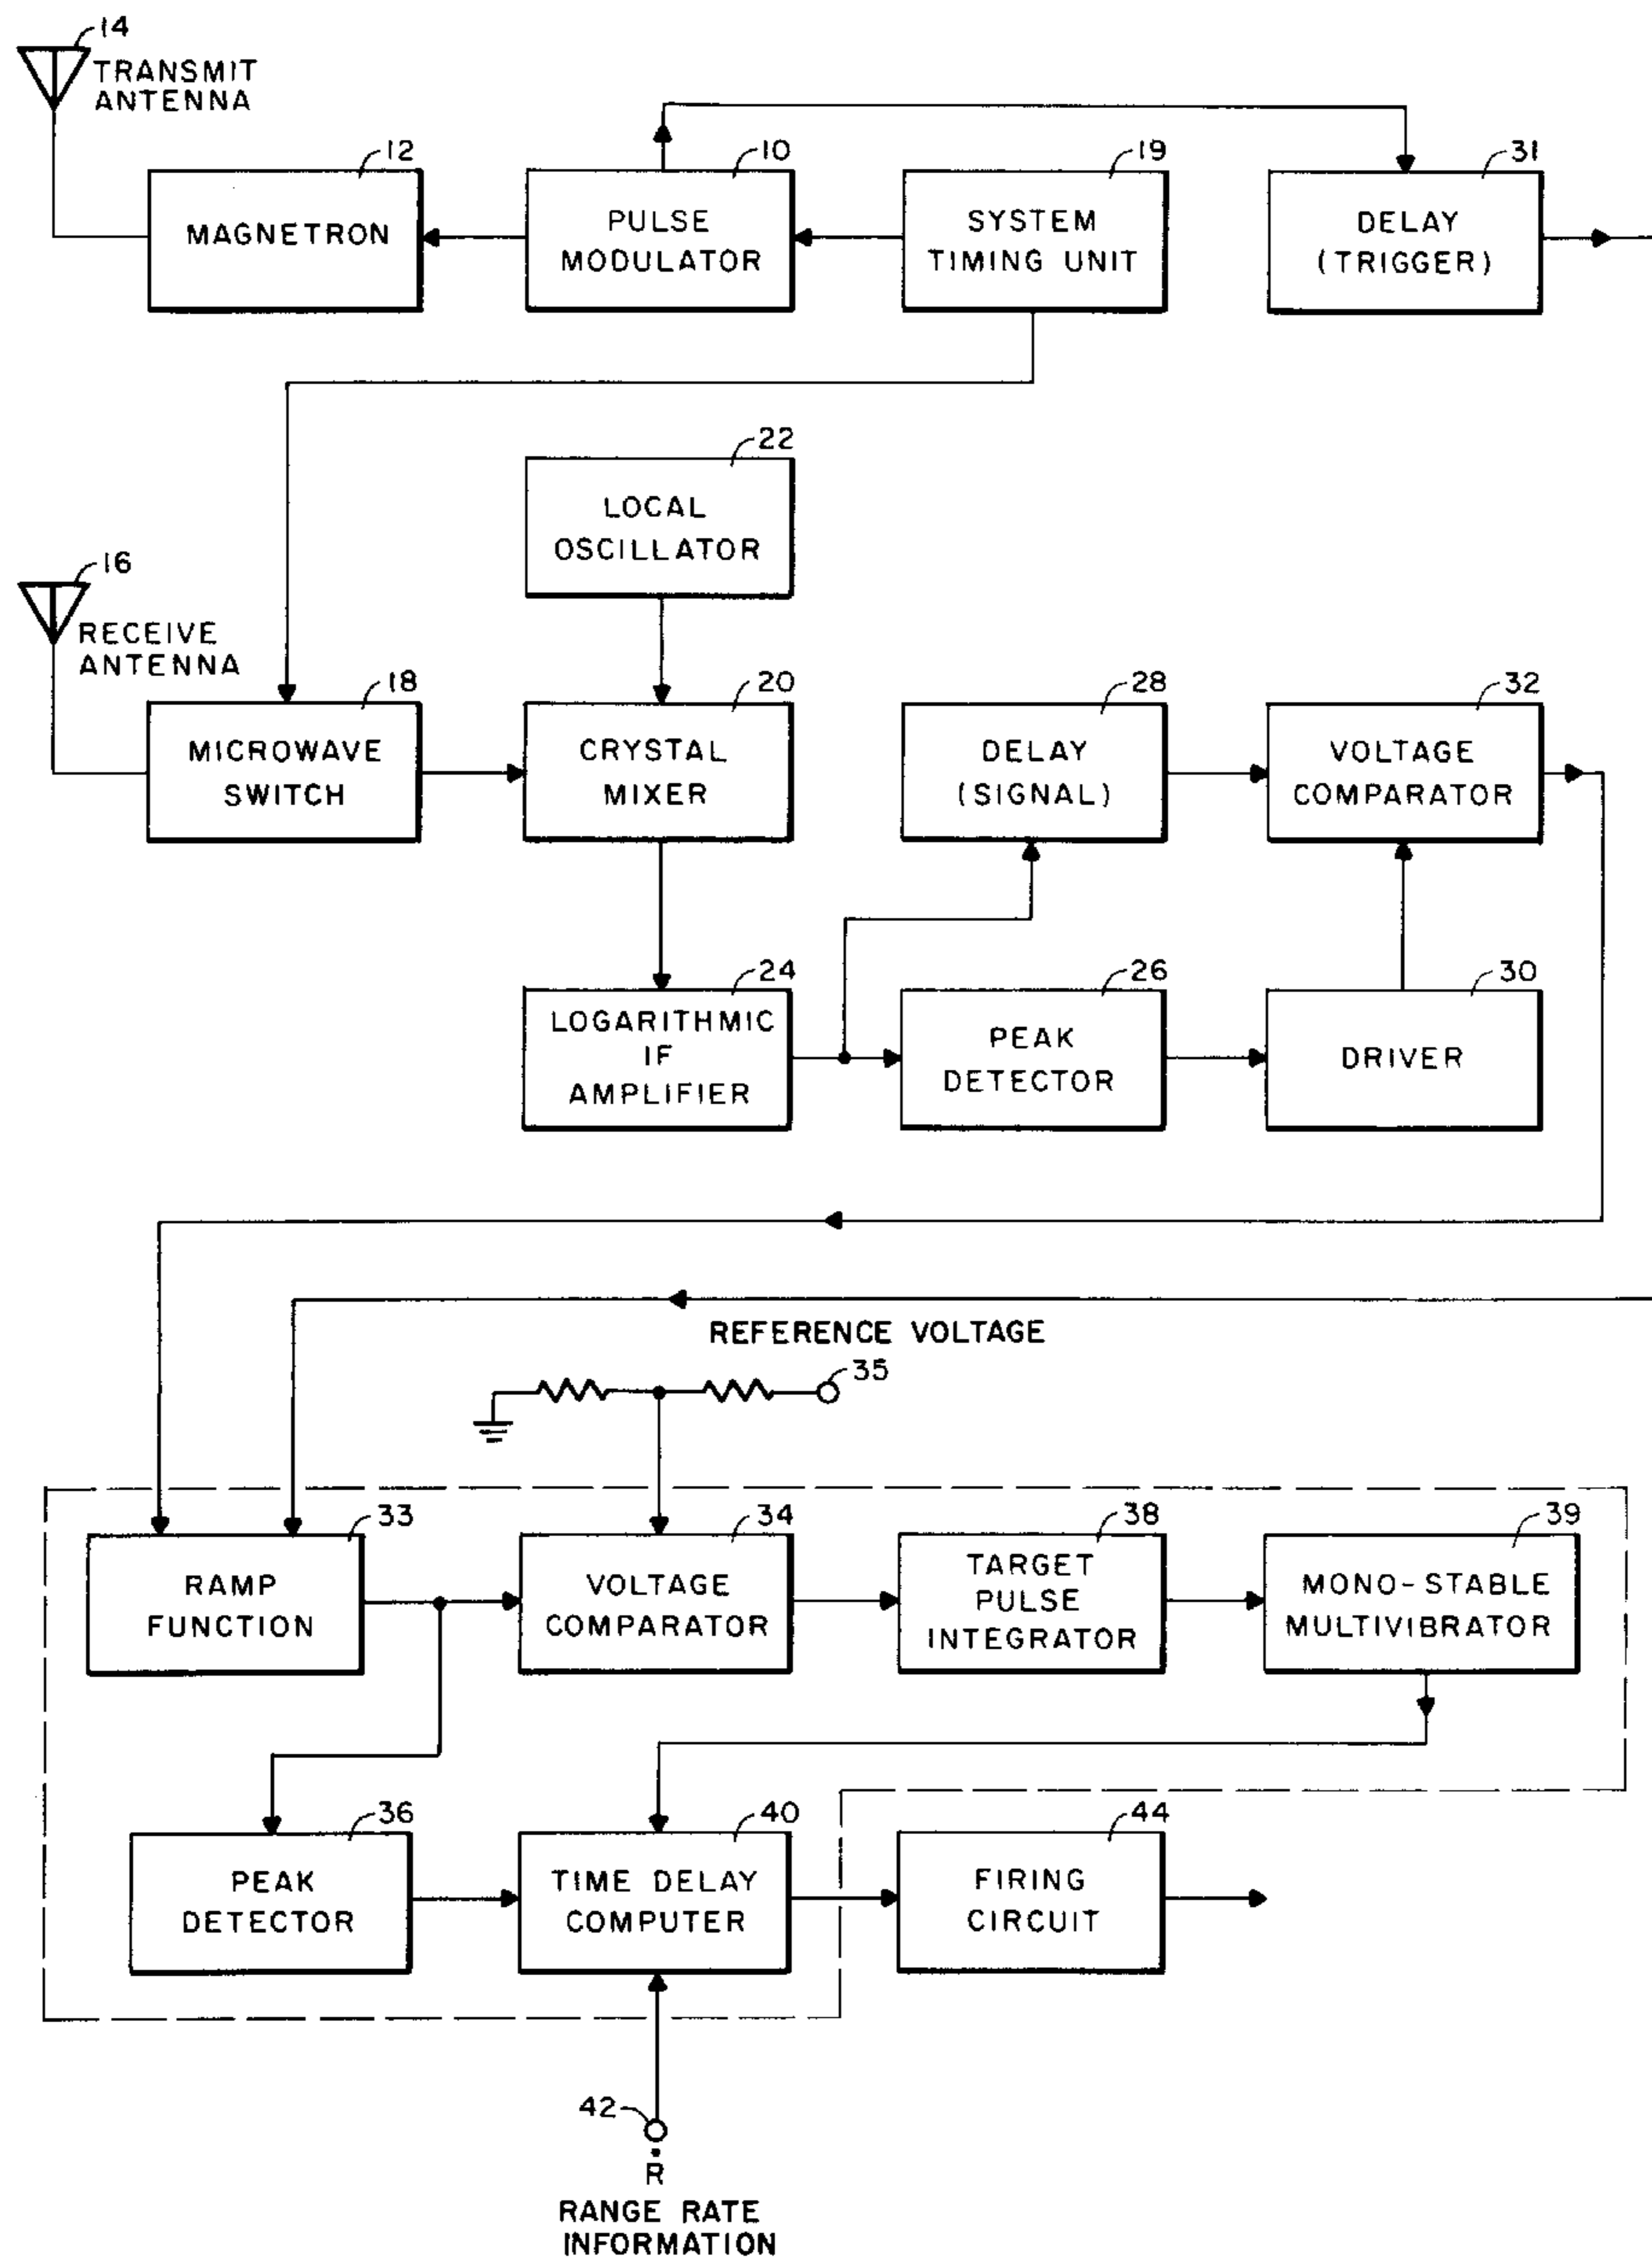 14
TRANSMIT
ANTENNA
12
MAGNETRON
10
PULSE
MODULATOR
19
SYSTEM
TIMING UNIT
31
DELAY
(TRIGGER)
22
LOCAL
OSCILLATOR
16
RECEIVE
ANTENNA
18
MICROWAVE
SWITCH
20
CRYSTAL
MIXER
28
DELAY
(SIGNAL)
32
VOLTAGE
COMPARATOR
24
LOGARITHMIC
IF
AMPLIFIER
26
PEAK
DETECTOR
30
DRIVER
REFERENCE VOLTAGE
35
33
RAMP
FUNCTION
34
VOLTAGE
COMPARATOR
38
TARGET
PULSE
INTEGRATOR
39
MONO-STABLE
MULTIVIBRATOR
36
PEAK
DETECTOR
40
TIME DELAY
COMPUTER
44
FIRING
CIRCUIT
42
Ṙ
RANGE RATE
INFORMATION